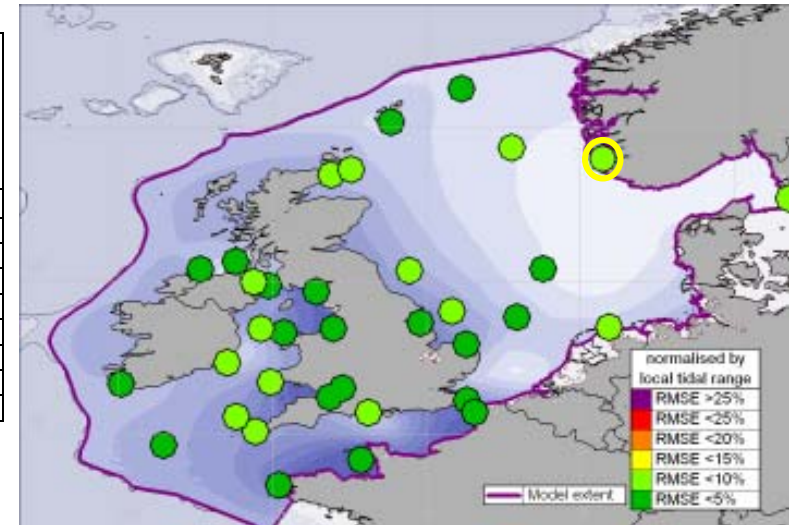 normalised by
local tidal range
RMSE >25%
RMSE <25%
RMSE <20%
RMSE <15%
RMSE <10%
RMSE <5%
Model extent